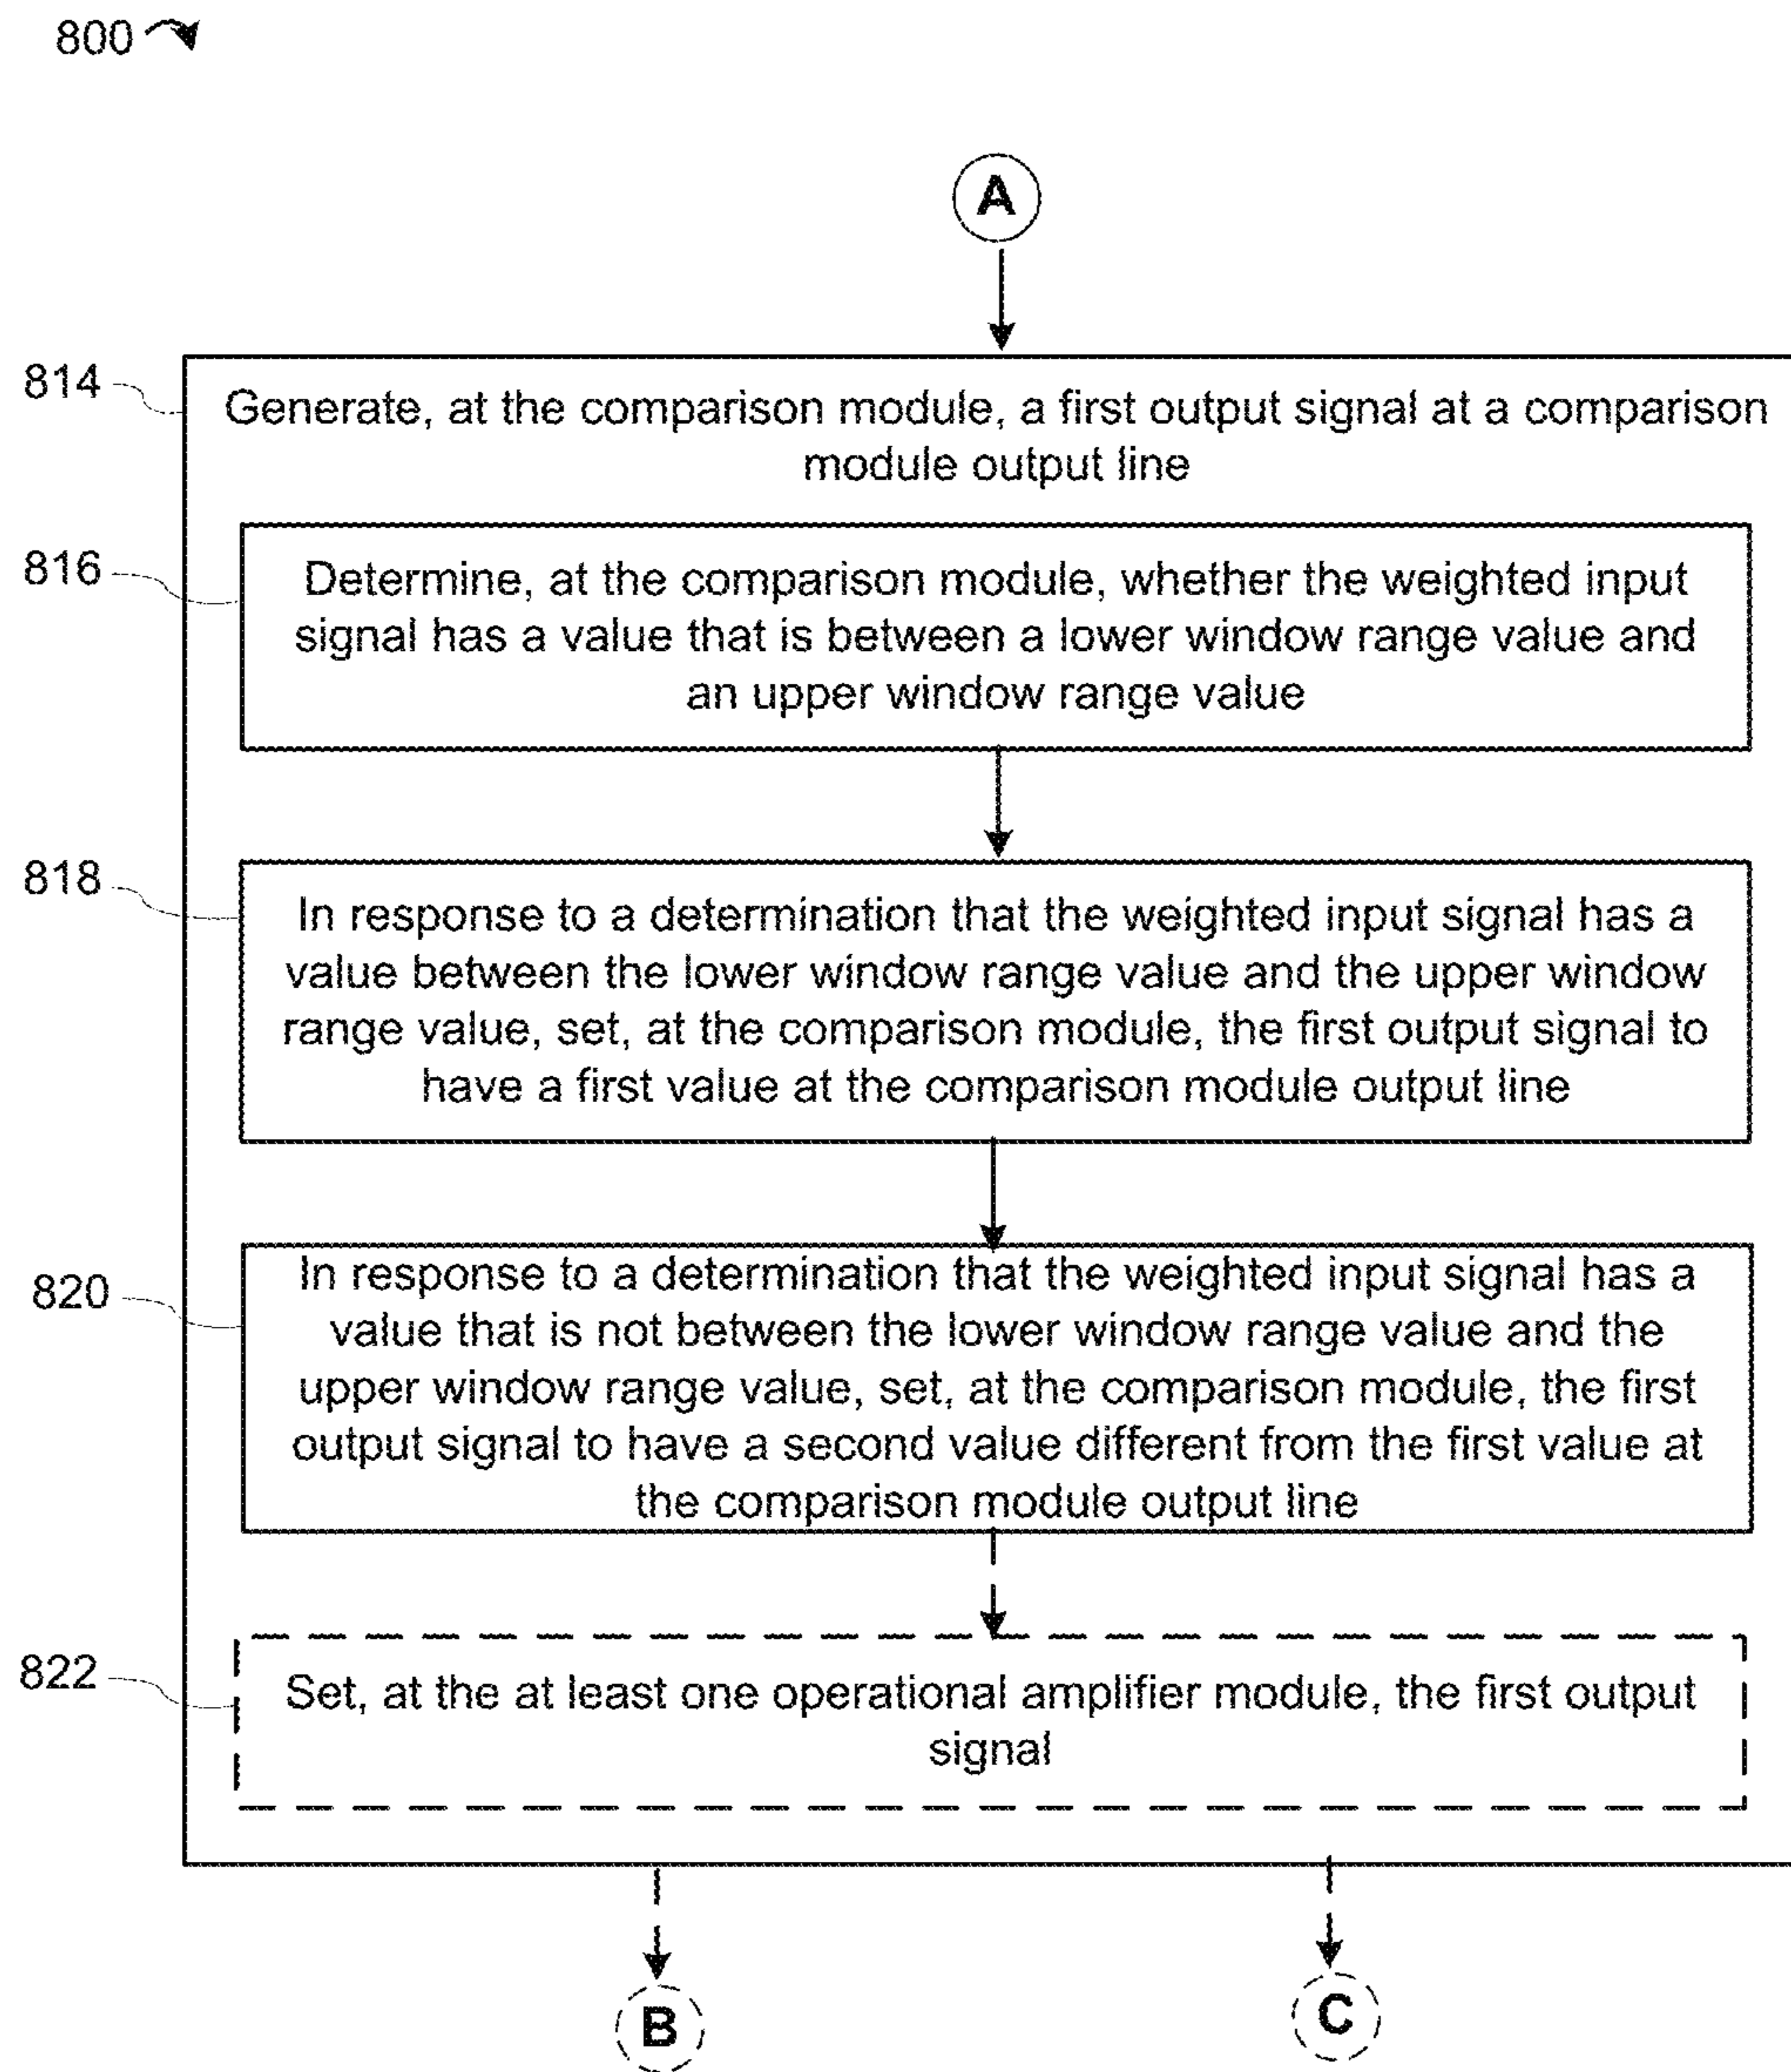 800
A
814
Generate, at the comparison module, a first output signal at a comparison
module output line
816
Determine, at the comparison module, whether the weighted input
signal has a value that is between a lower window range value and
an upper window range value
818
In response to a determination that the weighted input signal has a
value between the lower window range value and the upper window
range value, set, at the comparison module, the first output signal to
have a first value at the comparison module output line
820
In response to a determination that the weighted input signal has a
value that is not between the lower window range value and the
upper window range value, set, at the comparison module, the first
output signal to have a second value different from the first value at
the comparison module output line
822
Set, at the at least one operational amplifier module, the first output
signal
B
C